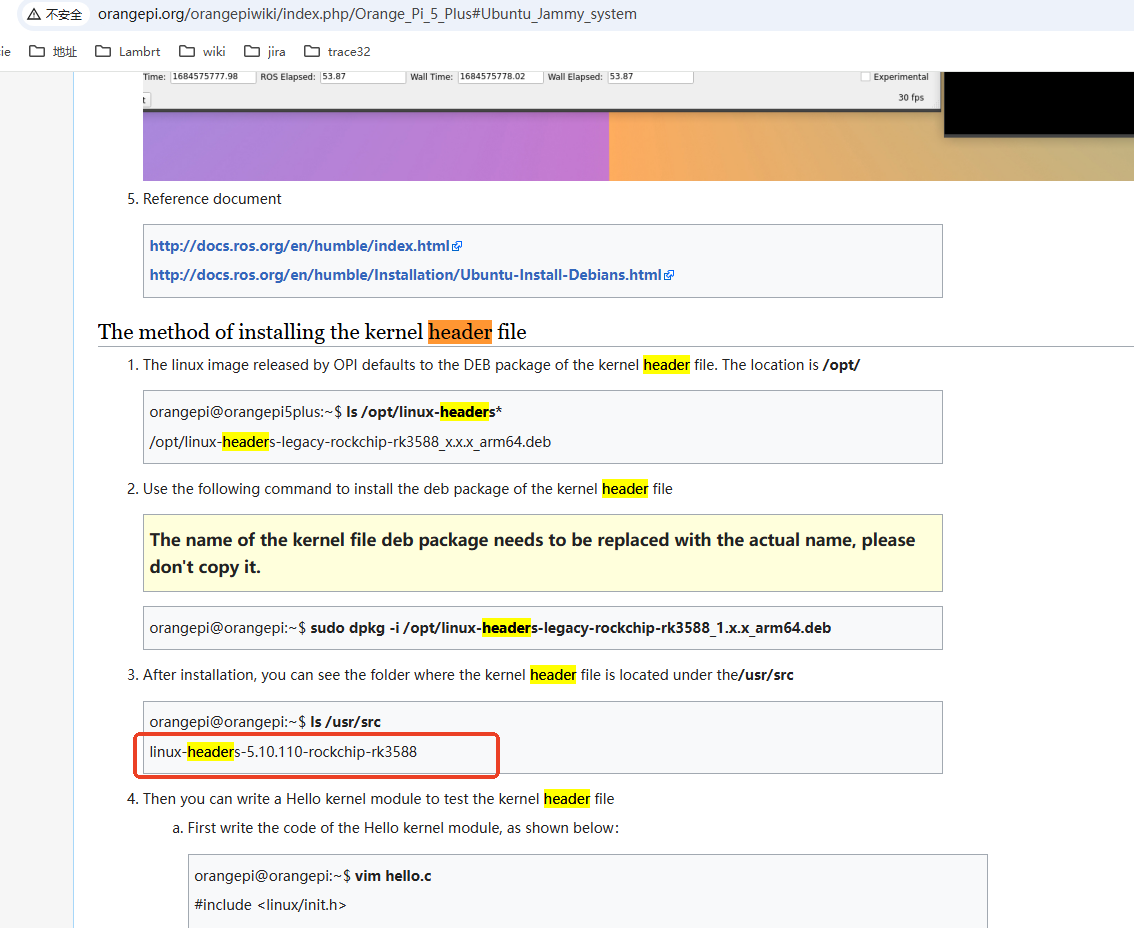 不安全 orangepi.org/orangepiwiki/index.php/Orange_Pi_5_Plus#Ubuntu_Jammy_system
ie 地址 Lambrt wiki jira trace32
Time: 1684575777.98 ROS Elapsed: 53.87 Wall Time: 1684575778.02 Wall Elapsed: 53.87 Experimental
t 30 fps
5. Reference document
http://docs.ros.org/en/humble/index.html
http://docs.ros.org/en/humble/Installation/Ubuntu-Install-Debians.html
The method of installing the kernel header file
1. The linux image released by OPI defaults to the DEB package of the kernel header file. The location is /opt/
orangepi@orangepi5plus:~$ ls /opt/linux-headers*
/opt/linux-headers-legacy-rockchip-rk3588_x.x.x_arm64.deb
2. Use the following command to install the deb package of the kernel header file
The name of the kernel file deb package needs to be replaced with the actual name, please
don't copy it.
orangepi@orangepi:~$ sudo dpkg -i /opt/linux-headers-legacy-rockchip-rk3588_1.x.x_arm64.deb
3. After installation, you can see the folder where the kernel header file is located under the/usr/src
orangepi@orangepi:~$ ls /usr/src
linux-headers-5.10.110-rockchip-rk3588
4. Then you can write a Hello kernel module to test the kernel header file
a. First write the code of the Hello kernel module, as shown below：
orangepi@orangepi:~$ vim hello.c
#include <linux/init.h>